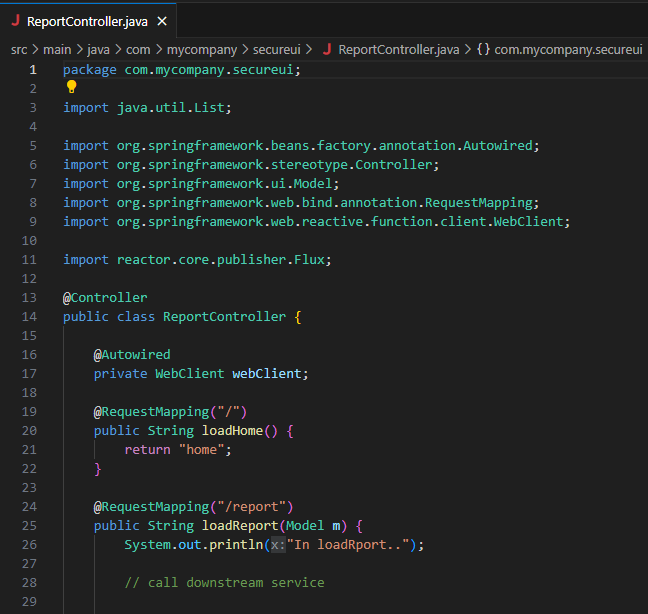 J ReportController.java ×
src > main > java > com > mycompany > secureui > J ReportController.java > {} com.mycompany.secureui
1 package com.mycompany.secureui;
2
3 import java.util.List;
4
5 import org.springframework.beans.factory.annotation.Autowired;
6 import org.springframework.stereotype.Controller;
7 import org.springframework.ui.Model;
8 import org.springframework.web.bind.annotation.RequestMapping;
9 import org.springframework.web.reactive.function.client.WebClient;
10
11 import reactor.core.publisher.Flux;
12
13 @Controller
14 public class ReportController {
15
16 @Autowired
17 private WebClient webClient;
18
19 @RequestMapping("/")
20 public String loadHome() {
21 return "home";
22 }
23
24 @RequestMapping("/report")
25 public String loadReport(Model m) {
26 System.out.println(x:"In loadRport..");
27
28 // call downstream service
29